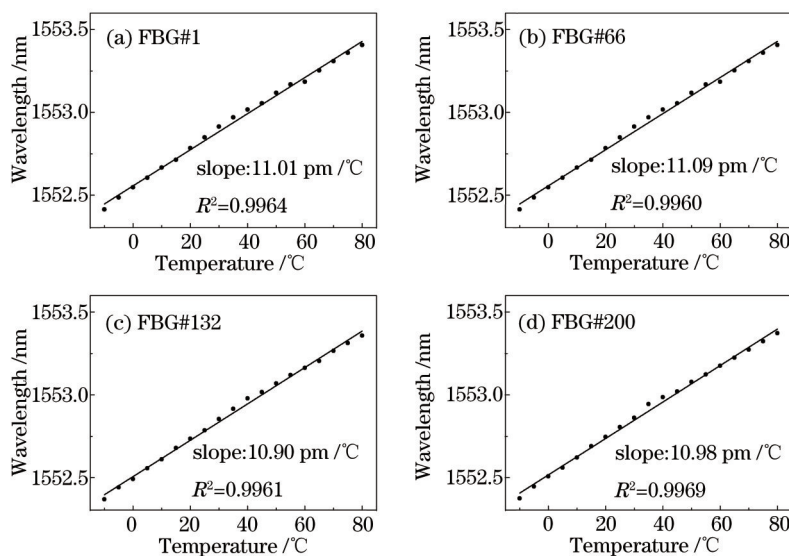 (a) FBG#1
Wavelength /nm
1553.5
1553.0
1552.5
slope:11.01 pm /℃
R²=0.9964
0 20 40 60 80
Temperature /℃
(b) FBG#66
Wavelength /nm
1553.5
1553.0
1552.5
slope:11.09 pm /℃
R²=0.9960
0 20 40 60 80
Temperature /℃
(c) FBG#132
Wavelength /nm
1553.5
1553.0
1552.5
slope:10.90 pm /℃
R²=0.9961
0 20 40 60 80
Temperature /℃
(d) FBG#200
Wavelength /nm
1553.5
1553.0
1552.5
slope:10.98 pm /℃
R²=0.9969
0 20 40 60 80
Temperature /℃